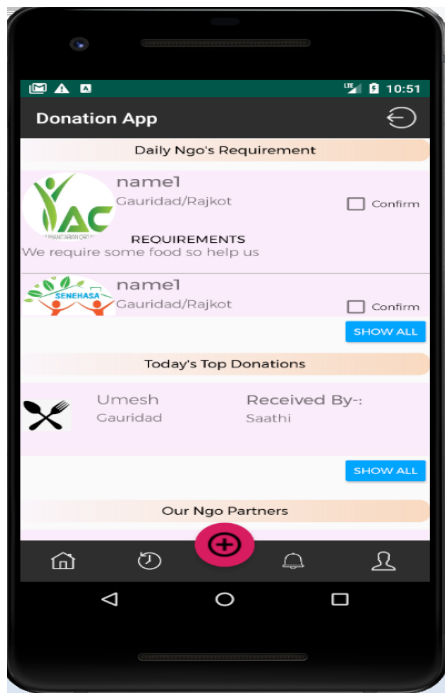 LTE 10:51
Donation App
Daily Ngo's Requirement
name1
Gauridad/Rajkot
Confirm
YAC
REQUIREMENTS
We require some food so help us
name1
SENEHASA
Gauridad/Rajkot
Confirm
SHOW ALL
Today's Top Donations
Umesh Received By-:
Gauridad Saathi
SHOW ALL
Our Ngo Partners